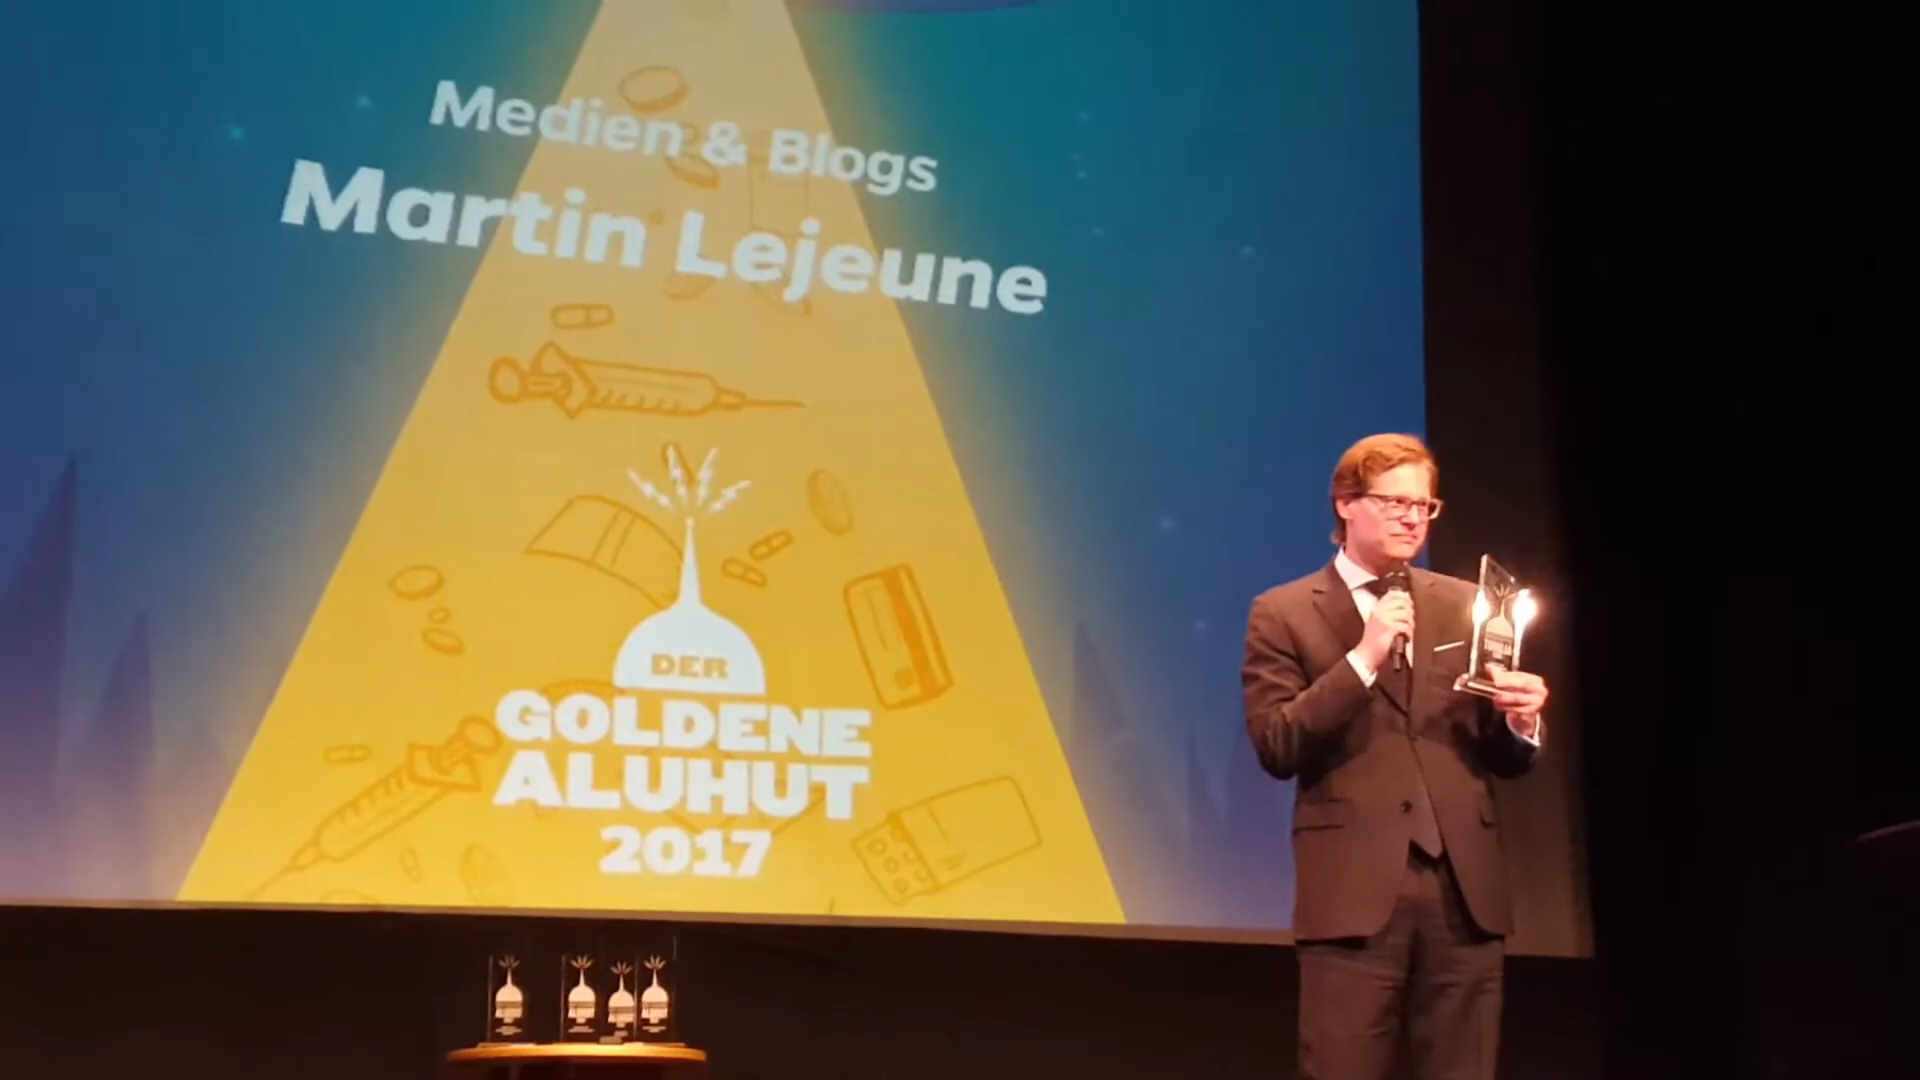 Medien & Blogs
Martin Lejeune
DER
GOLDENE
ALUHUT
2017